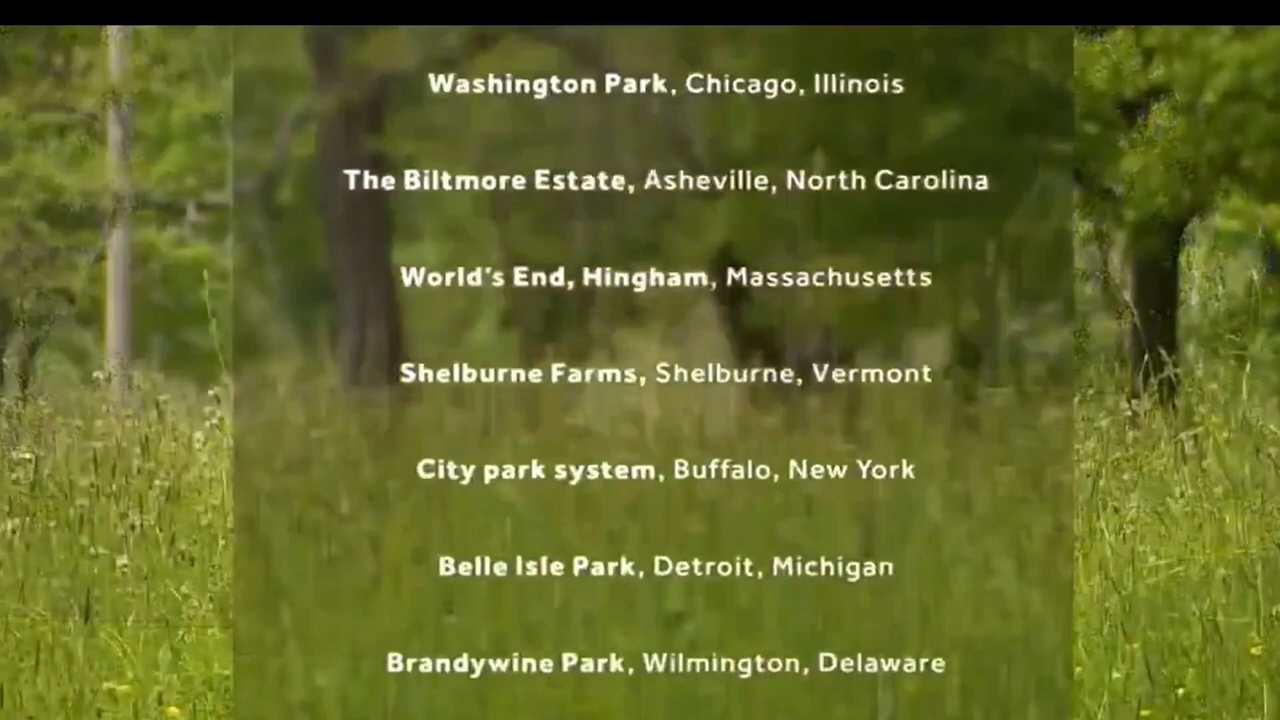 Washington Park, Chicago, Illinois
The Biltmore Estate, Asheville, North Carolina
World's End, Hingham, Massachusetts
Shelburne Farms, Shelburne, Vermont
City park system, Buffalo, New York
Belle Isle Park, Detroit, Michigan
Brandywine Park, Wilmington, Delaware